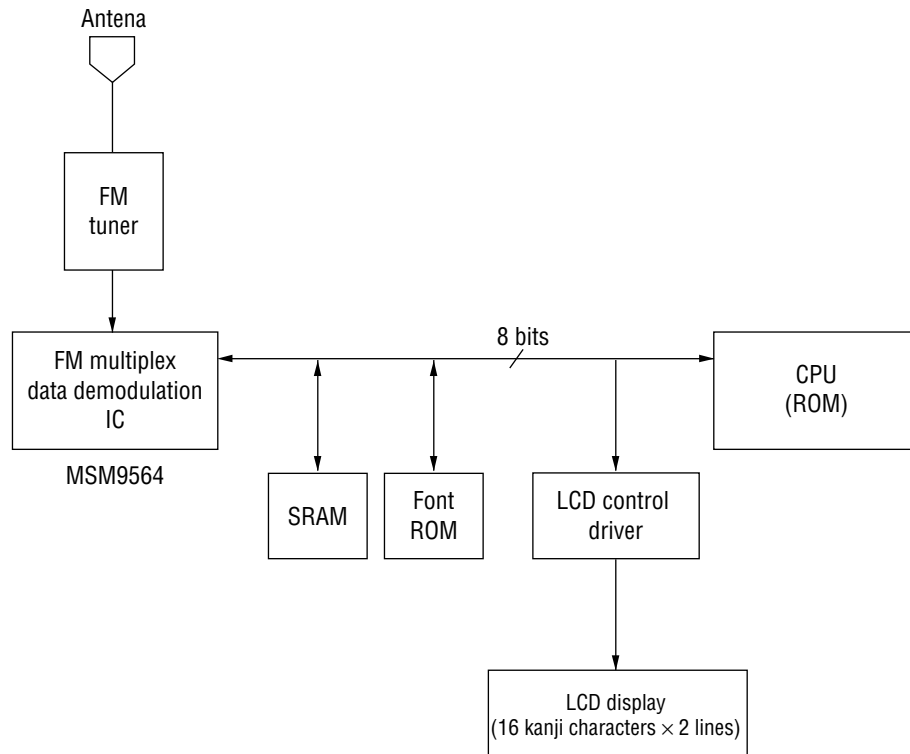 Antena
FM
tuner
FM multiplex
data demodulation
IC
MSM9564
8 bits
CPU
(ROM)
SRAM
Font
ROM
LCD control
driver
LCD display
(16 kanji characters × 2 lines)